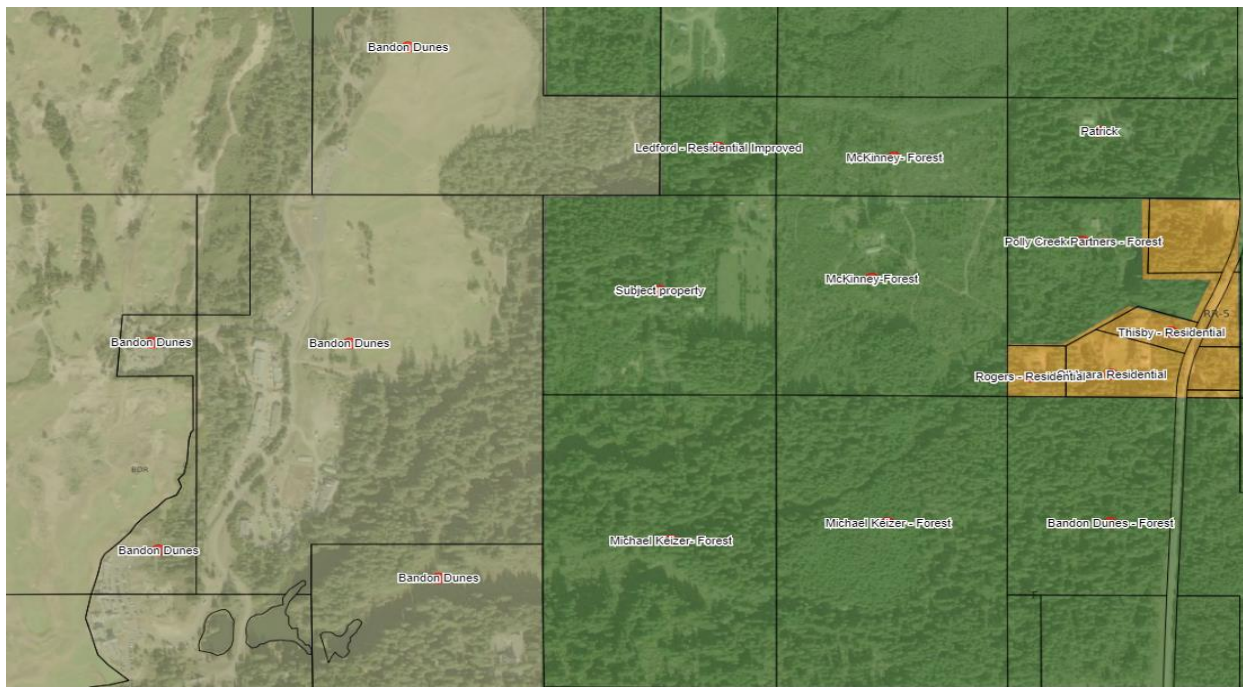 Bandon Dunes
Patrick
Ledford - Residential Improved
McKinney- Forest
Polly Creek Partners - Forest
McKinney-Forest
Subject property
RR-5
Thisby - Residential
Bandon Dunes
Bandon Dunes
Rogers - Residential
Residential
BDR
Michael Keizer - Forest
Bandon Dunes - Forest
Michael Keizer- Forest
Bandon Dunes
Bandon Dunes